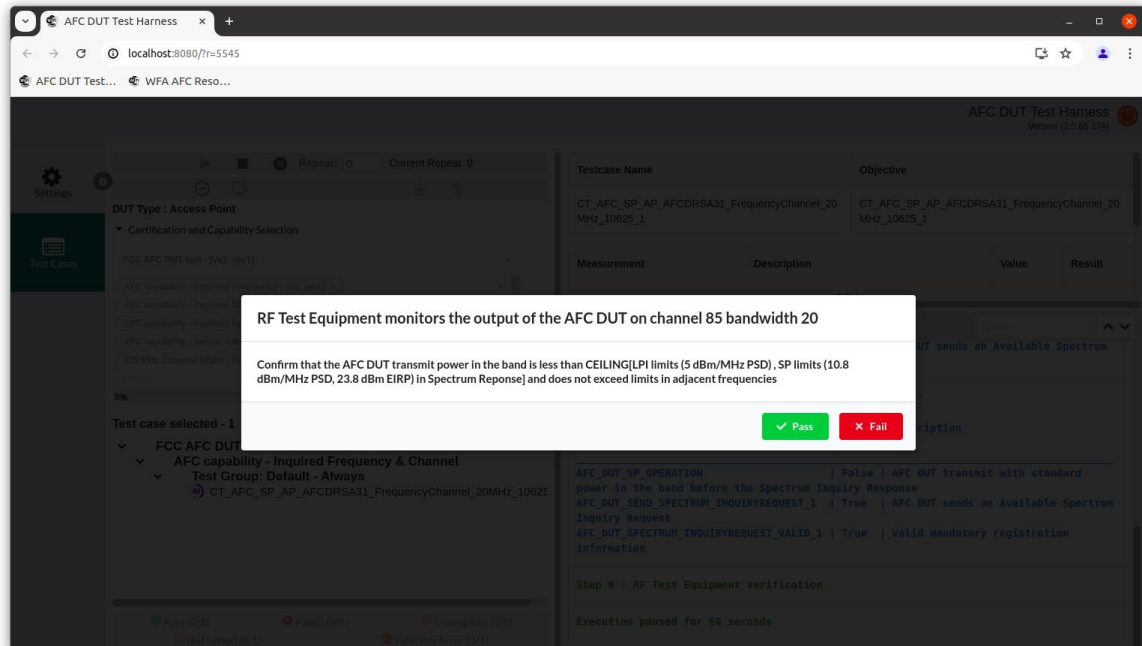 AFC DUT Test Harness
localhost:8080/?r=5545
AFC DUT Test...
WFA AFC Reso...
AFC DUT Test Harness
Version (2.0.65.174)
Settings
Test Cases
Repeat: 0
Current Repeat: 0
DUT Type : Access Point
Certification and Capability Selection
FCC AFC DUT test - [yv1: rev1]
0%
Test case selected - 1
FCC AFC DUT
AFC capability - Inquired Frequency & Channel
Test Group: Default - Always
CT_AFC_SP_AP_AFCDRSA31_FrequencyChannel_20MHz_10625
Pass (0/1)
Failed (0/1)
Incomplete (0/1)
Not tested (0/1)
Validation Error (0/1)
Testcase Name
Objective
CT_AFC_SP_AP_AFCDRSA31_FrequencyChannel_20
MHz_10625_1
CT_AFC_SP_AP_AFCDRSA31_FrequencyChannel_20
MHz_10625_1
Measurement
Description
Value
Result
RF Test Equipment monitors the output of the AFC DUT on channel 85 bandwidth 20
Confirm that the AFC DUT transmit power in the band is less than CEILING[LPI limits (5 dBm/MHz PSD) , SP limits (10.8
dBm/MHz PSD, 23.8 dBm EIRP) in Spectrum Reponse] and does not exceed limits in adjacent frequencies
Pass
Fail
UT sends an Available Spectrum
ription
AFC_DUT_SP_OPERATION | False | AFC DUT transmit with standard
power in the band before the Spectrum Inquiry Response
AFC_DUT_SEND_SPECTRUM_INQUIRYREQUEST_1 | True | AFC DUT sends an Available Spectrum
Inquiry Request
AFC_DUT_SPECTRUM_INQUIRYREQUEST_VALID_1 | True | Valid mandatory registration
information
Step 6 : RF Test Equipment verification
Execution paused for 60 seconds